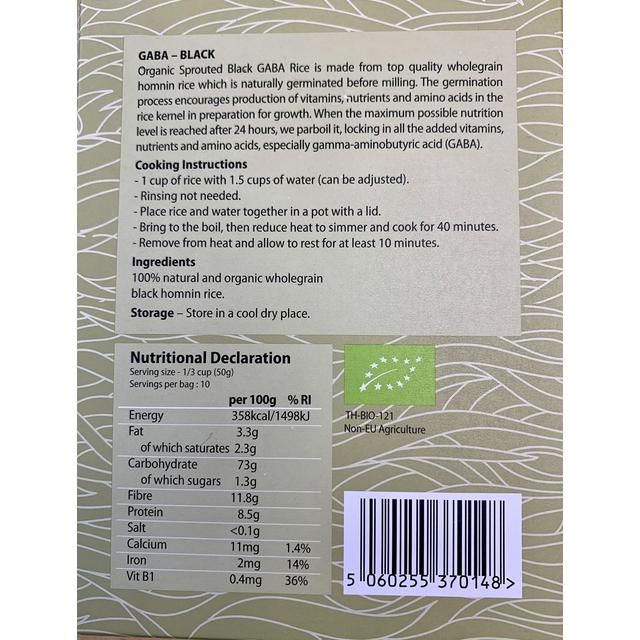 GABA – BLACK
Organic Sprouted Black GABA Rice is made from top quality wholegrain
homnin rice which is naturally germinated before milling. The germination
process encourages production of vitamins, nutrients and amino acids in the
rice kernel in preparation for growth. When the maximum possible nutrition
level is reached after 24 hours, we parboil it, locking in all the added vitamins,
nutrients and amino acids, especially gamma-aminobutyric acid (GABA).
Cooking Instructions
- 1 cup of rice with 1.5 cups of water (can be adjusted).
- Rinsing not needed.
- Place rice and water together in a pot with a lid.
- Bring to the boil, then reduce heat to simmer and cook for 40 minutes.
- Remove from heat and allow to rest for at least 10 minutes.
Ingredients
100% natural and organic wholegrain
black homnin rice.
Storage – Store in a cool dry place.
Nutritional Declaration
Serving size - 1/3 cup (50g)
Servings per bag : 10
per 100g % RI
Energy 358kcal/1498kJ
Fat 3.3g
of which saturates 2.3g
Carbohydrate 73g
of which sugars 1.3g
Fibre 11.8g
Protein 8.5g
Salt <0.1g
Calcium 11mg 1.4%
Iron 2mg 14%
Vit B1 0.4mg 36%
TH-BIO-121
Non-EU Agriculture
5 060255 370148 >